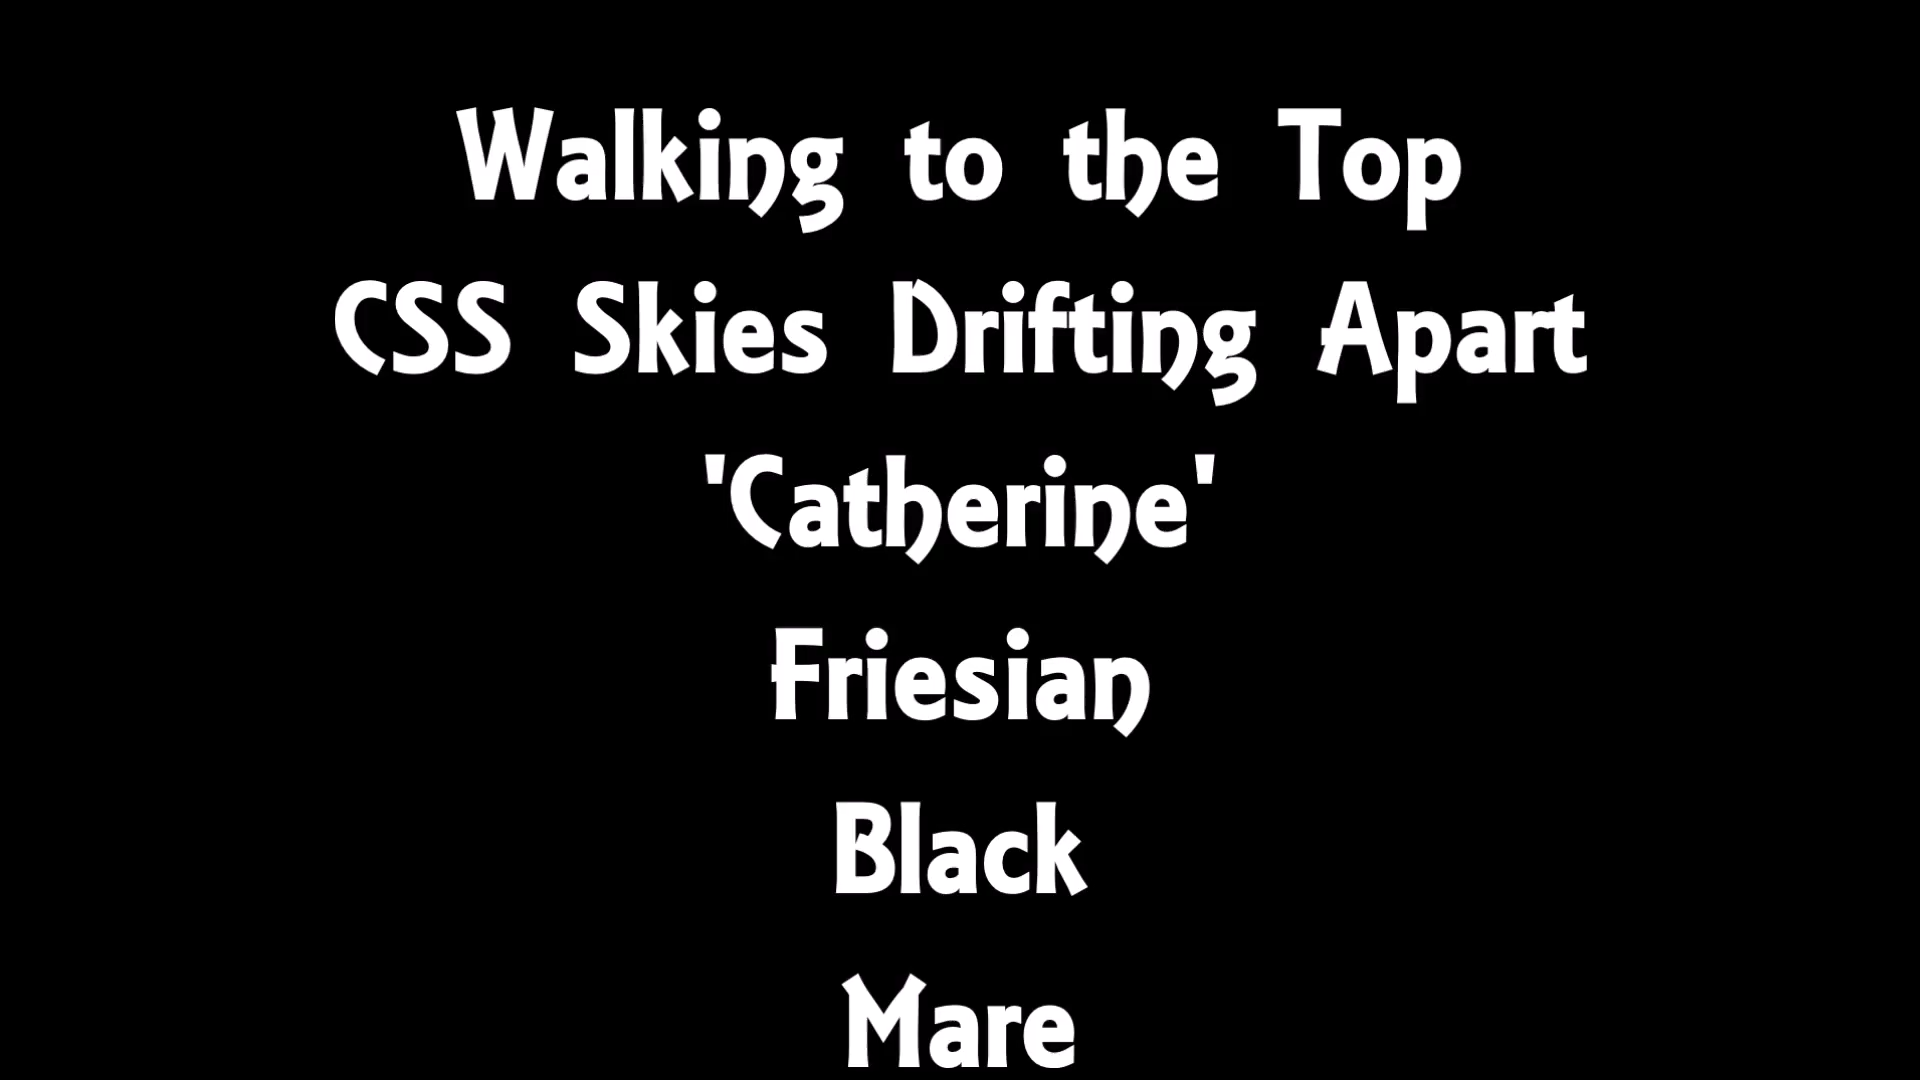 Walking to the Top
CSS Skies Drifting Apart
'Catherine'
Friesian
Black
Mare